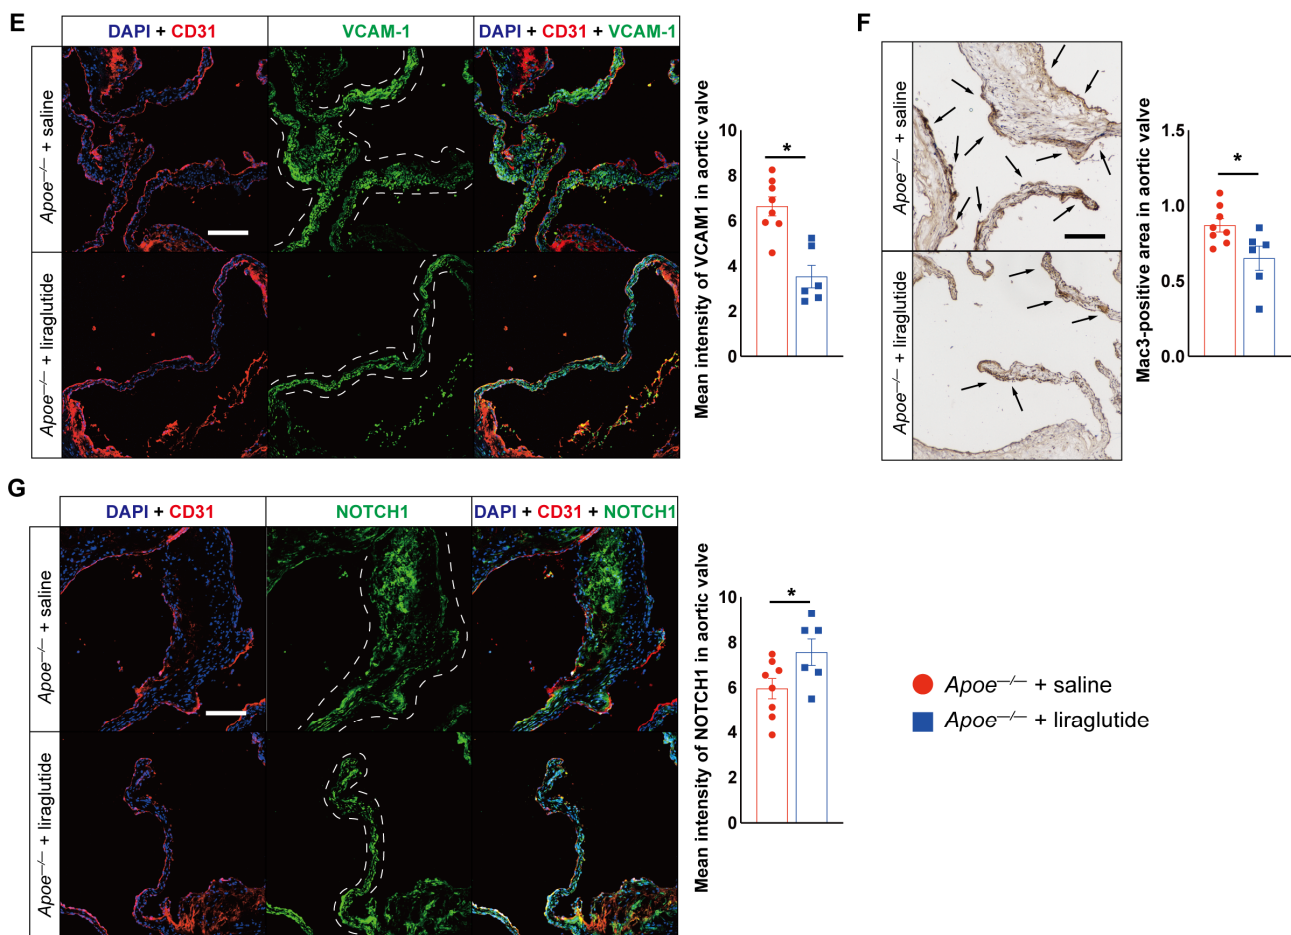 E
DAPI + CD31
VCAM-1
DAPI + CD31 + VCAM-1
Apoe–/– + saline
Apoe–/– + liraglutide
Mean intensity of VCAM1 in aortic valve
10
8
6
4
2
0
*
F
Apoe–/– + saline
Apoe–/– + liraglutide
Mac3-positive area in aortic valve
1.5
1.0
0.5
0.0
*
G
DAPI + CD31
NOTCH1
DAPI + CD31 + NOTCH1
Apoe–/– + saline
Apoe–/– + liraglutide
Mean intensity of NOTCH1 in aortic valve
10
8
6
4
2
0
*
Apoe–/– + saline
Apoe–/– + liraglutide